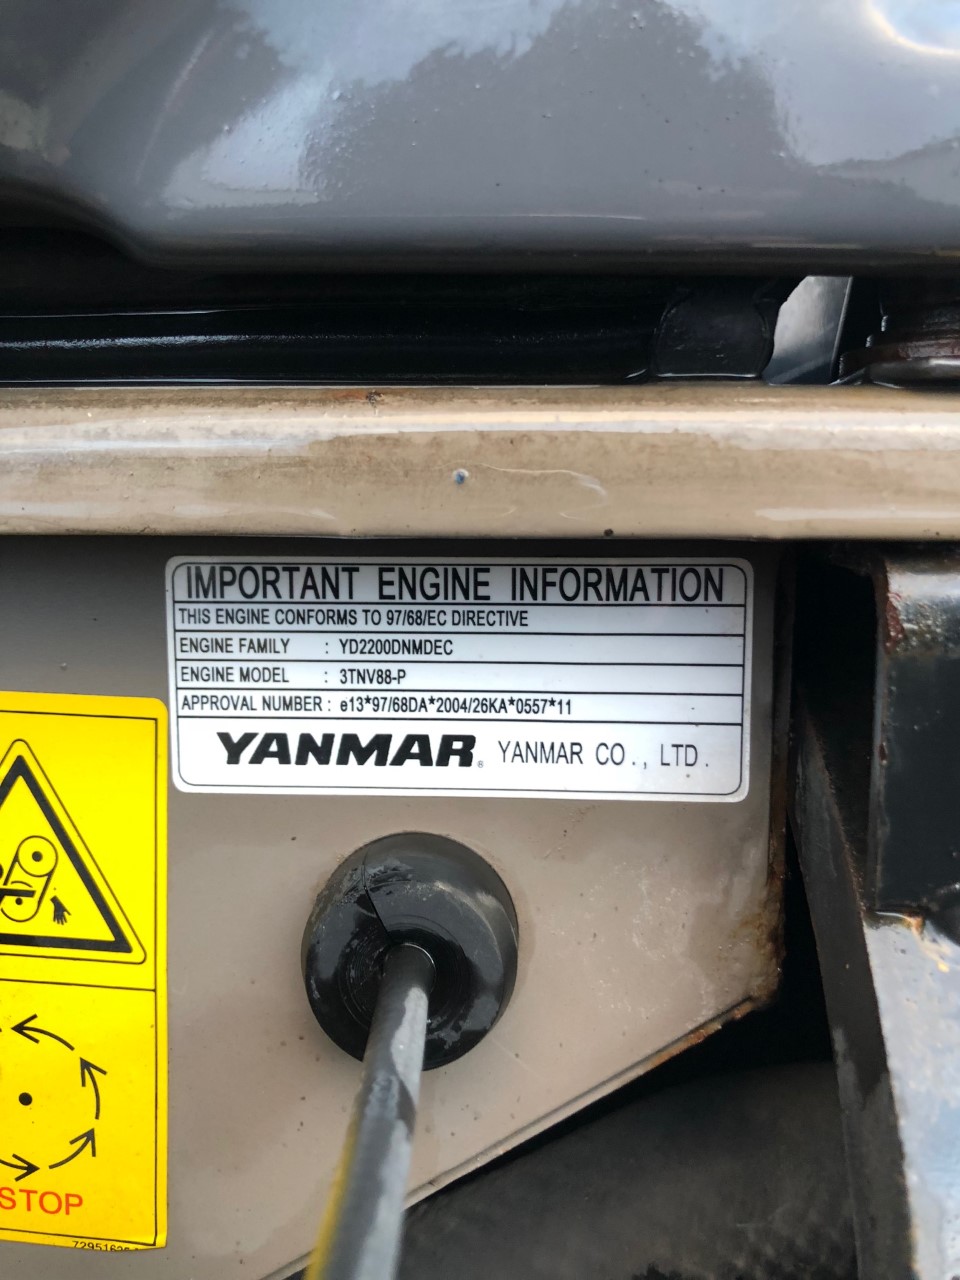 IMPORTANT ENGINE INFORMATION
THIS ENGINE CONFORMS TO 97/68/EC DIRECTIVE
ENGINE FAMILY : YD2200DNMDEC
ENGINE MODEL : 3TNV88-P
APPROVAL NUMBER : e13*97/68DA*2004/26KA*0557*11
YANMAR® YANMAR CO., LTD.
STOP